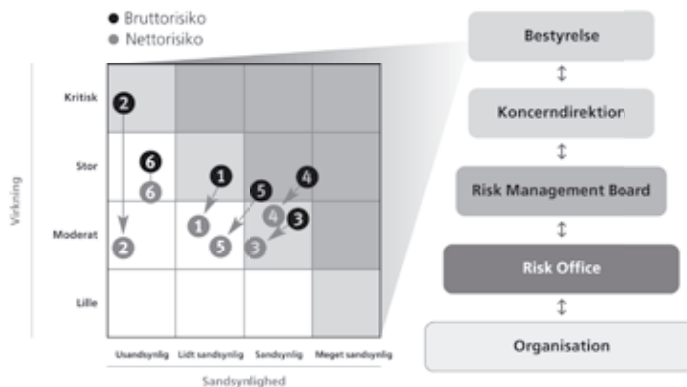 Bruttorisiko
Nettorisiko
Virkning
Kritisk
Stor
Moderat
Lille
2
6
6
1
5
4
1
4
3
2
5
3
Usandsynlig
Lidt sandsynlig
Sandsynlig
Meget sandsynlig
Sandsynlighed
Bestyrelse
Koncerndirektion
Risk Management Board
Risk Office
Organisation